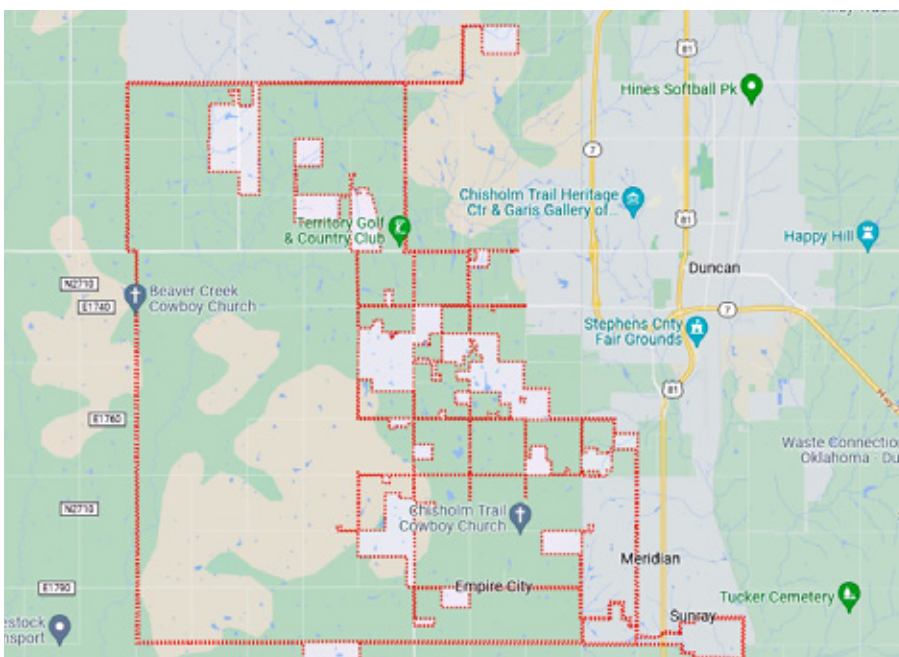 81
Hines Softball Pk
7
Chisholm Trail Heritage
Ctr & Garis Gallery of...
81
Territory Golf
& Country Club
Happy Hill
Duncan
N2710
Beaver Creek
Cowboy Church
E1740
7
Stephens Cnty
Fair Grounds
81
E1760
Waste Connectio
Oklahoma - Du
N2710
Chisholm Trail
Cowboy Church
Meridian
E1790
Empire City
Tucker Cemetery
Sunray
estock
nsport